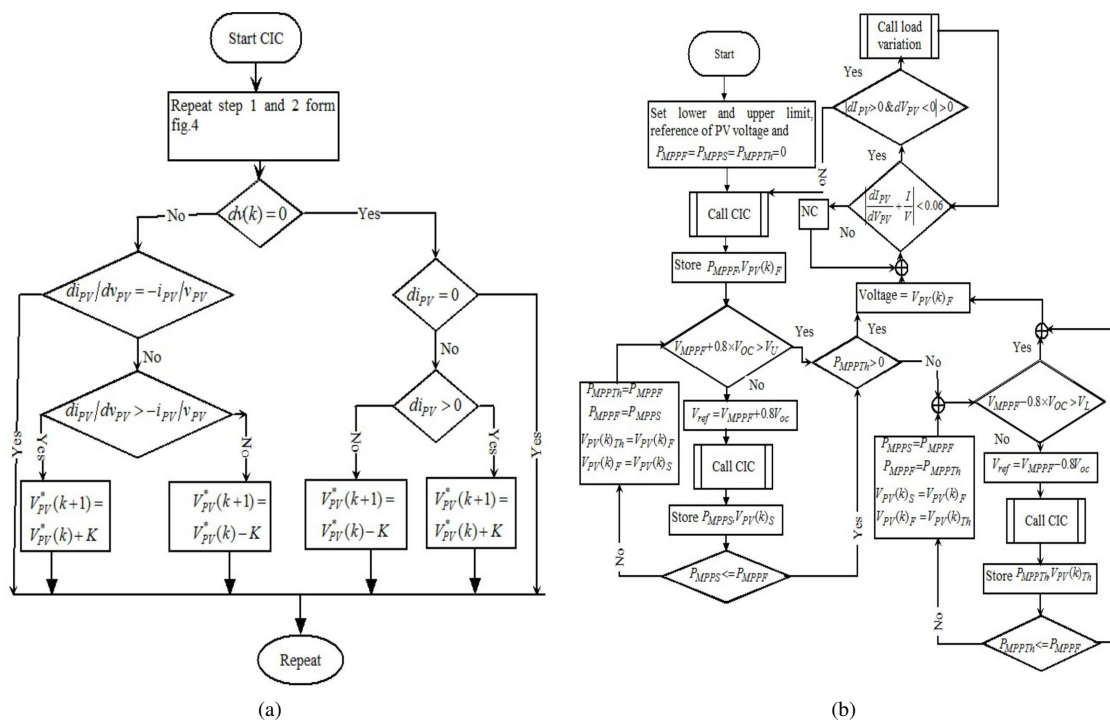 Start CIC
Repeat step 1 and 2 form
fig.4
dv(k)=0
No
Yes
di_PV/dv_PV=-i_PV/v_PV
di_PV=0
No
No
di_PV/dv_PV>-i_PV/v_PV
di_PV>0
Yes
Yes
No
No
Yes
Yes
V*_PV(k+1)=
V*_PV(k)+K
V*_PV(k+1)=
V*_PV(k)-K
V*_PV(k+1)=
V*_PV(k)-K
V*_PV(k+1)=
V*_PV(k)+K
Repeat
(a)
Start
Set lower and upper limit,
reference of PV voltage and
P_MPPF=P_MPPS=P_MPPTh=0
Call CIC
Store P_MPPF,V_PV(k)_F
V_MPPF+0.8×V_OC>V_U
Yes
No
V_ref=V_MPPF+0.8V_oc
Call CIC
Store P_MPPS,V_PV(k)_S
P_MPPS<=P_MPPF
No
Yes
P_MPPTh=P_MPPF
P_MPPF=P_MPPS
V_PV(k)_Th=V_PV(k)_F
V_PV(k)_F=V_PV(k)_S
Call load
variation
Yes
|dI_PV>0&dV_PV<0|>0
No
Yes
|dI_PV/dV_PV+I/V|<0.06
NC
No
Voltage=V_PV(k)_F
Yes
P_MPPTh>0
No
Yes
V_MPPF-0.8×V_OC>V_L
No
V_ref=V_MPPF-0.8V_oc
Call CIC
Store P_MPPTh,V_PV(k)_Th
P_MPPTh<=P_MPPF
No
P_MPPS=P_MPPF
P_MPPF=P_MPPTh
V_PV(k)_S=V_PV(k)_F
V_PV(k)_F=V_PV(k)_Th
(b)